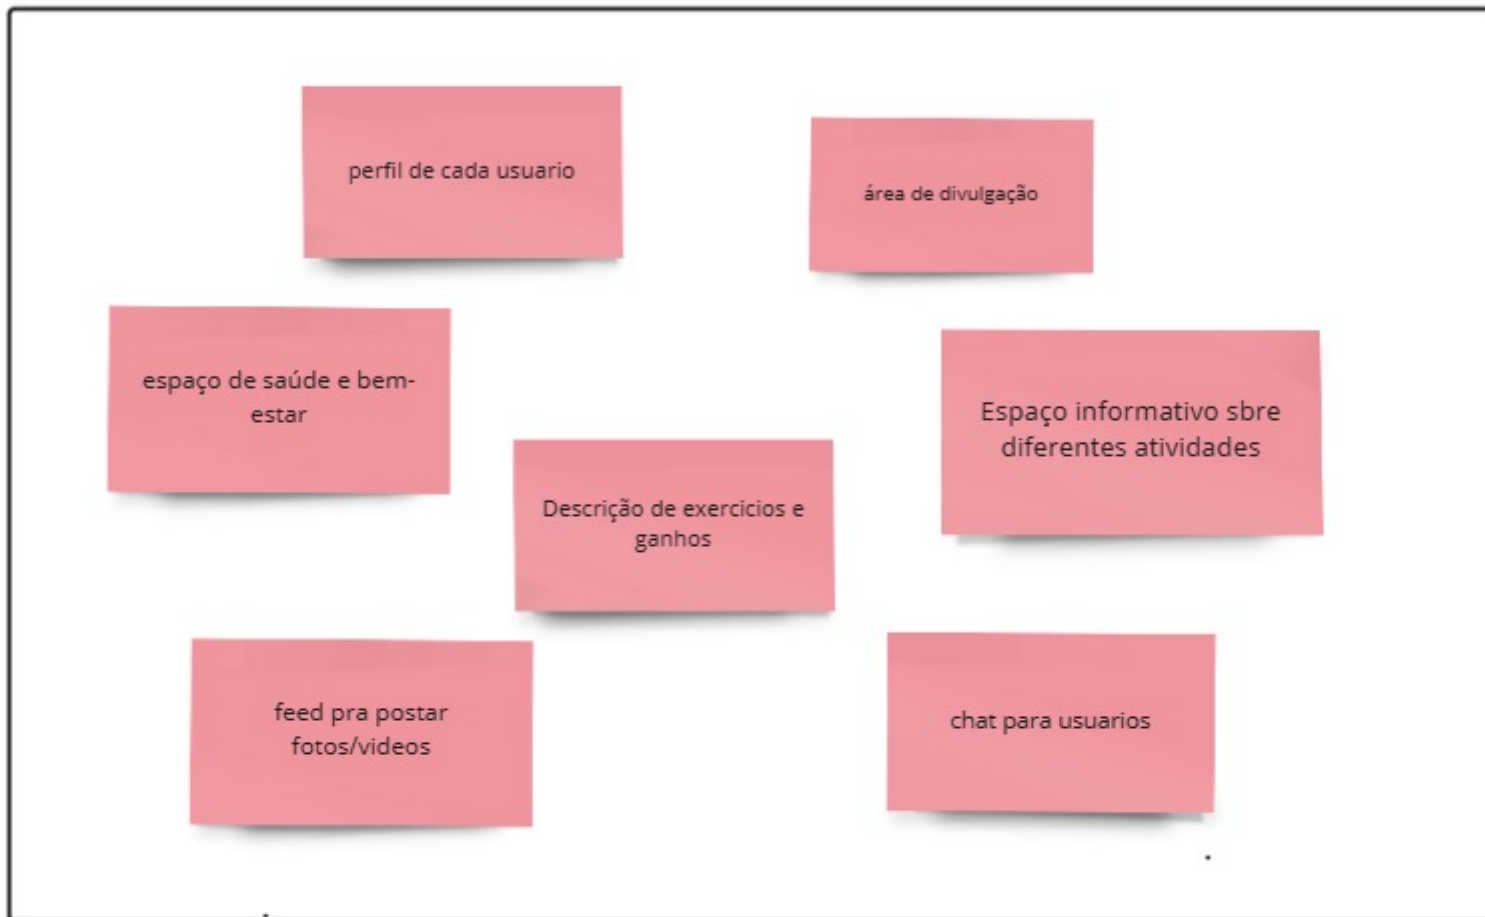 perfil de cada usuario
área de divulgação
espaço de saúde e bem-
estar
Espaço informativo sbre
diferentes atividades
Descrição de exercicios e
ganhos
feed pra postar
fotos/videos
chat para usuarios